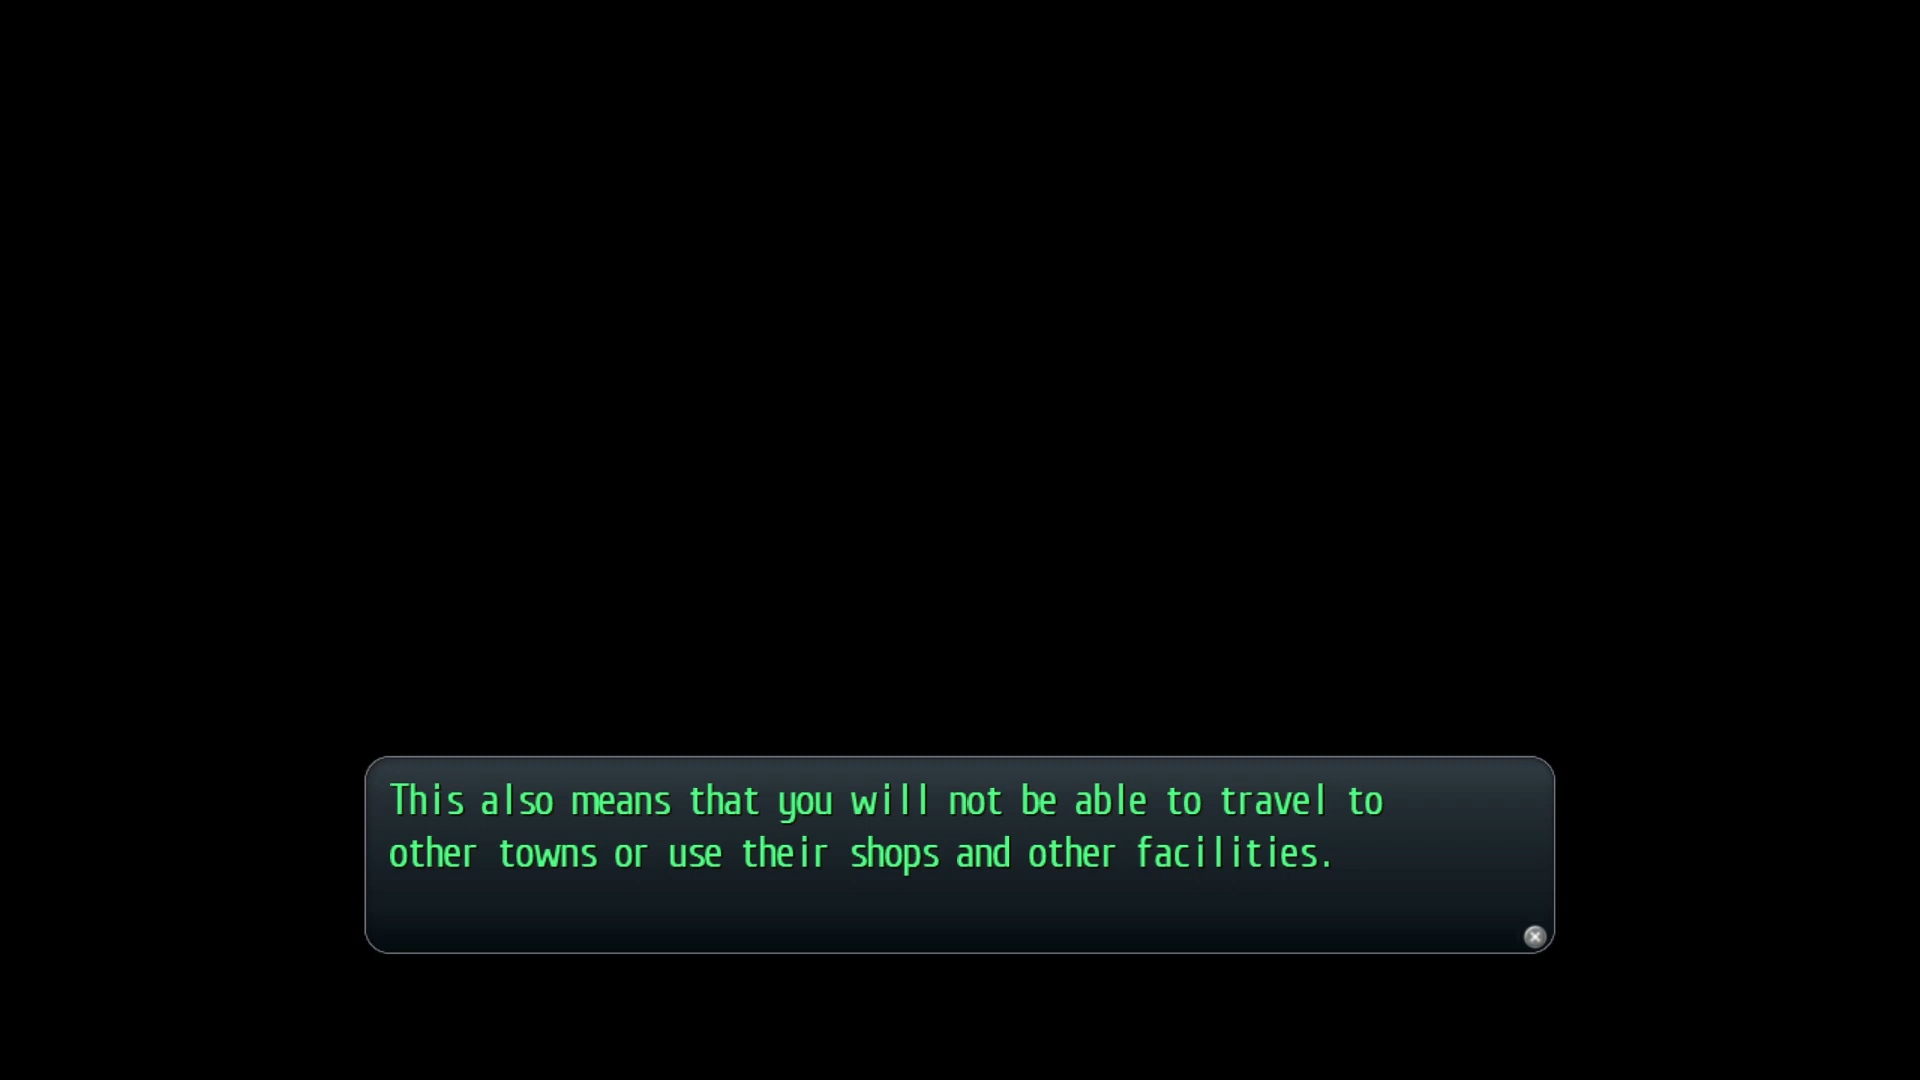 This also means that you will not be able to travel to
other towns or use their shops and other facilities.